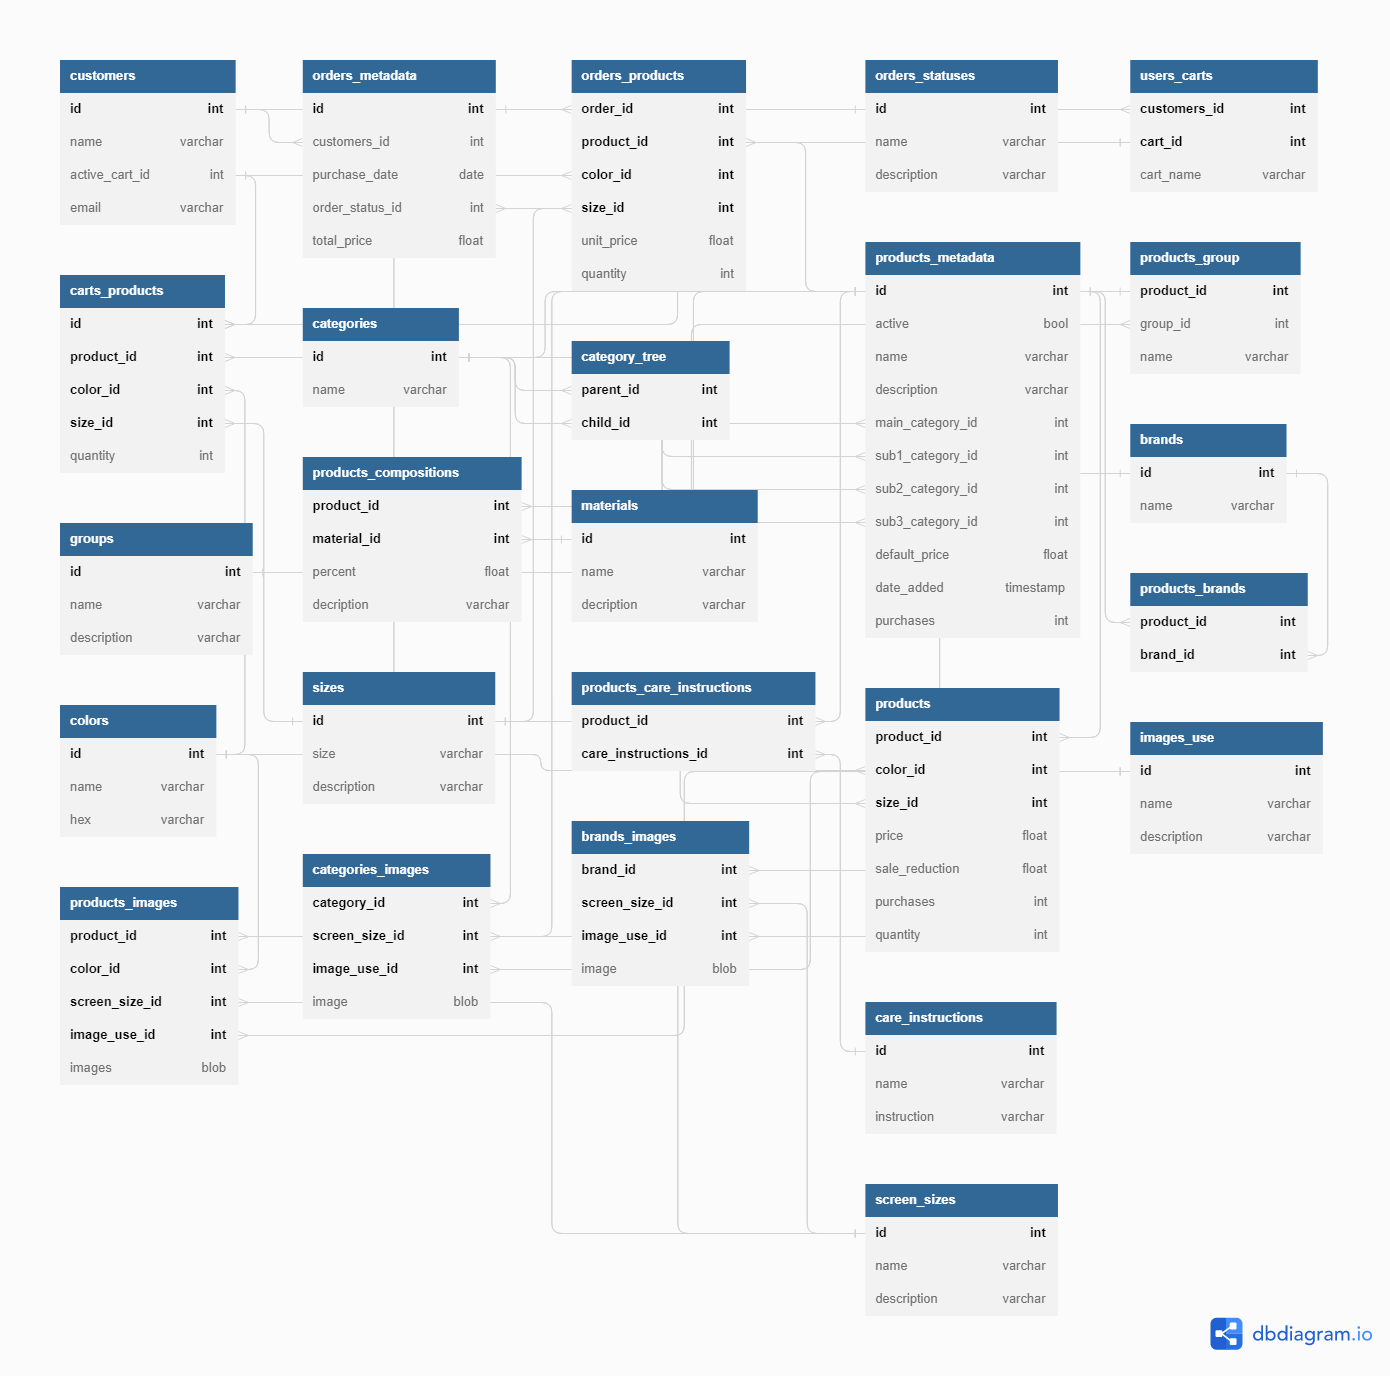 customers
id int
name varchar
active_cart_id int
email varchar
orders_metadata
id int
customers_id int
purchase_date date
order_status_id int
total_price float
orders_products
order_id int
product_id int
color_id int
size_id int
unit_price float
quantity int
orders_statuses
id int
name varchar
description varchar
users_carts
customers_id int
cart_id int
cart_name varchar
carts_products
id int
product_id int
color_id int
size_id int
quantity int
categories
id int
name varchar
category_tree
parent_id int
child_id int
products_metadata
id int
active bool
name varchar
description varchar
main_category_id int
sub1_category_id int
sub2_category_id int
sub3_category_id int
default_price float
date_added timestamp
purchases int
products_group
product_id int
group_id int
name varchar
brands
id int
name varchar
products_compositions
product_id int
material_id int
percent float
decription varchar
materials
id int
name varchar
decription varchar
groups
id int
name varchar
description varchar
products_brands
product_id int
brand_id int
sizes
id int
size varchar
description varchar
products_care_instructions
product_id int
care_instructions_id int
products
product_id int
color_id int
size_id int
price float
sale_reduction float
purchases int
quantity int
images_use
id int
name varchar
description varchar
colors
id int
name varchar
hex varchar
categories_images
category_id int
screen_size_id int
image_use_id int
image blob
brands_images
brand_id int
screen_size_id int
image_use_id int
image blob
products_images
product_id int
color_id int
screen_size_id int
image_use_id int
images blob
care_instructions
id int
name varchar
instruction varchar
screen_sizes
id int
name varchar
description varchar
dbdiagram.io